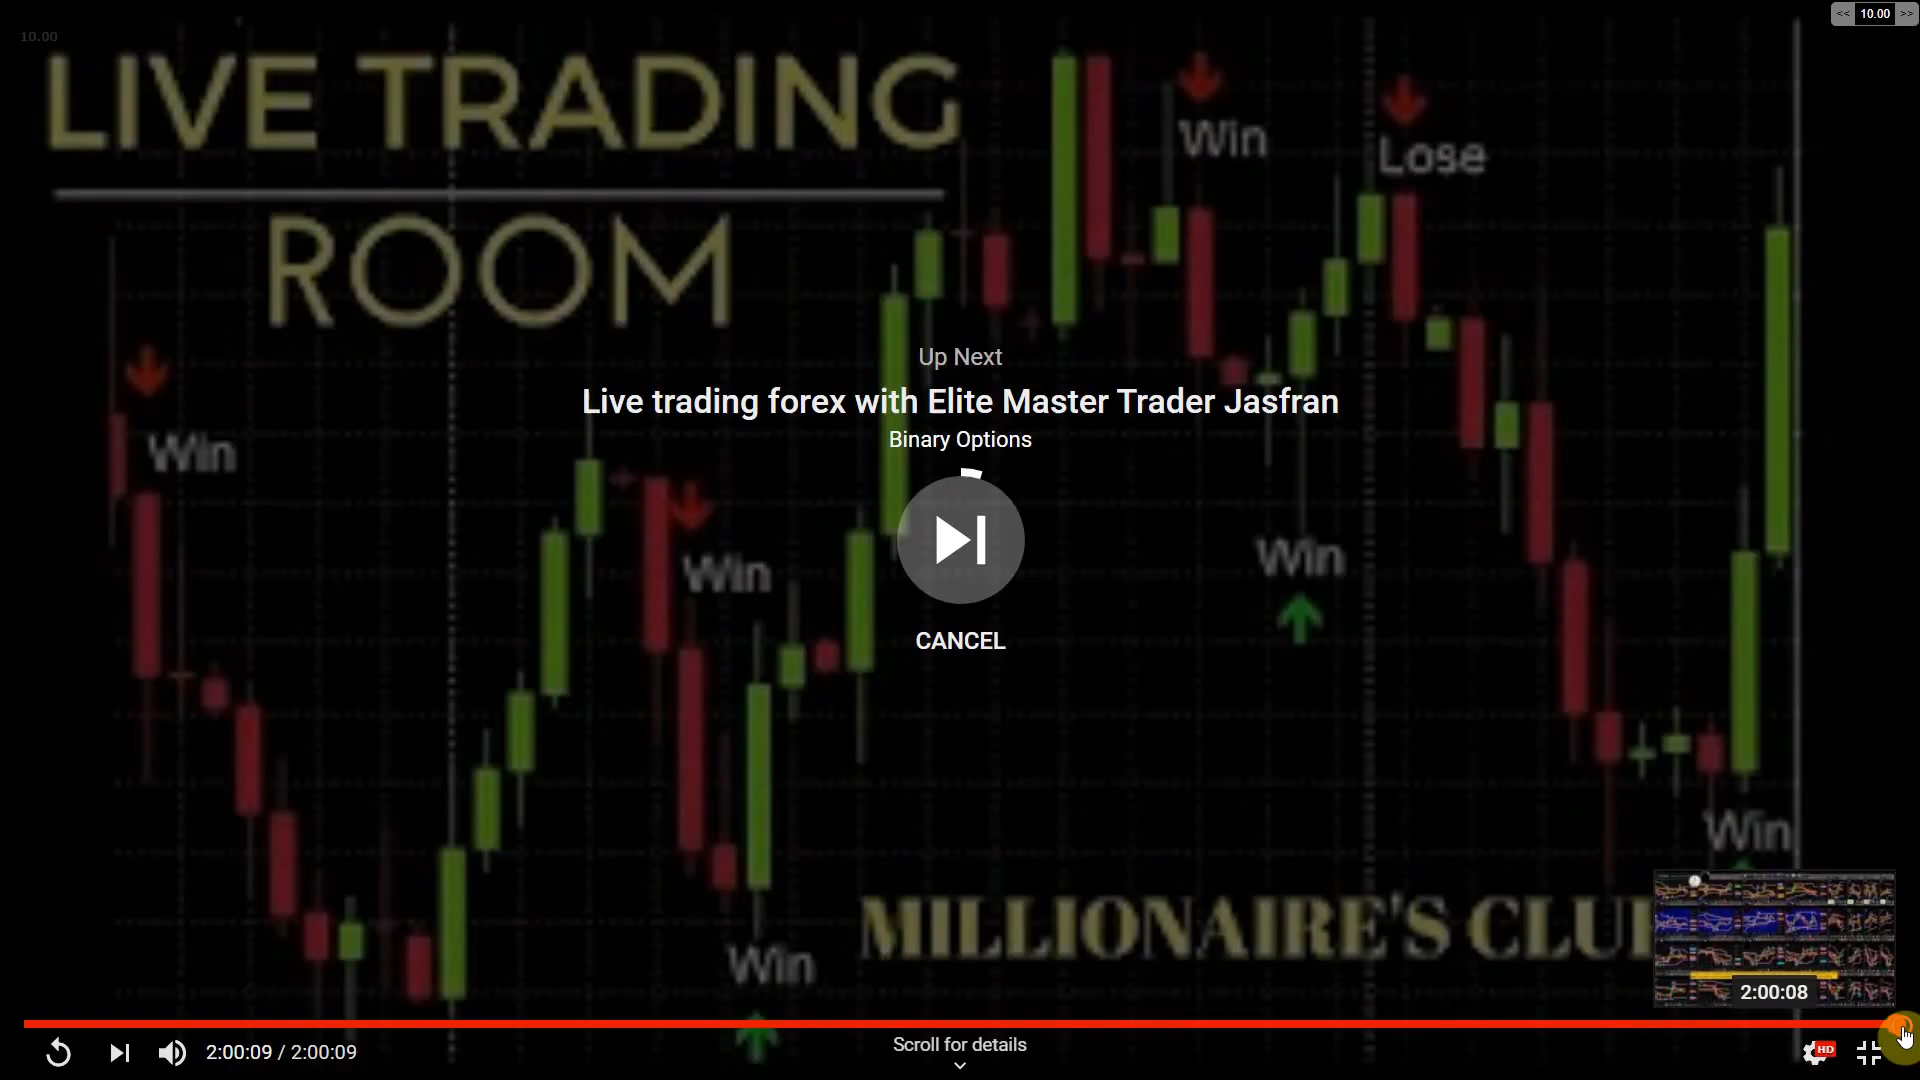 << 10.00 >>
10.00
LIVE TRADING
ROOM
Win
Lose
Up Next
Live trading forex with Elite Master Trader Jasfran
Binary Options
Win
Win
Win
CANCEL
Win
MILLIONAIRE'S CLU
Win
2:00:08
2:00:09 / 2:00:09
Scroll for details
HD